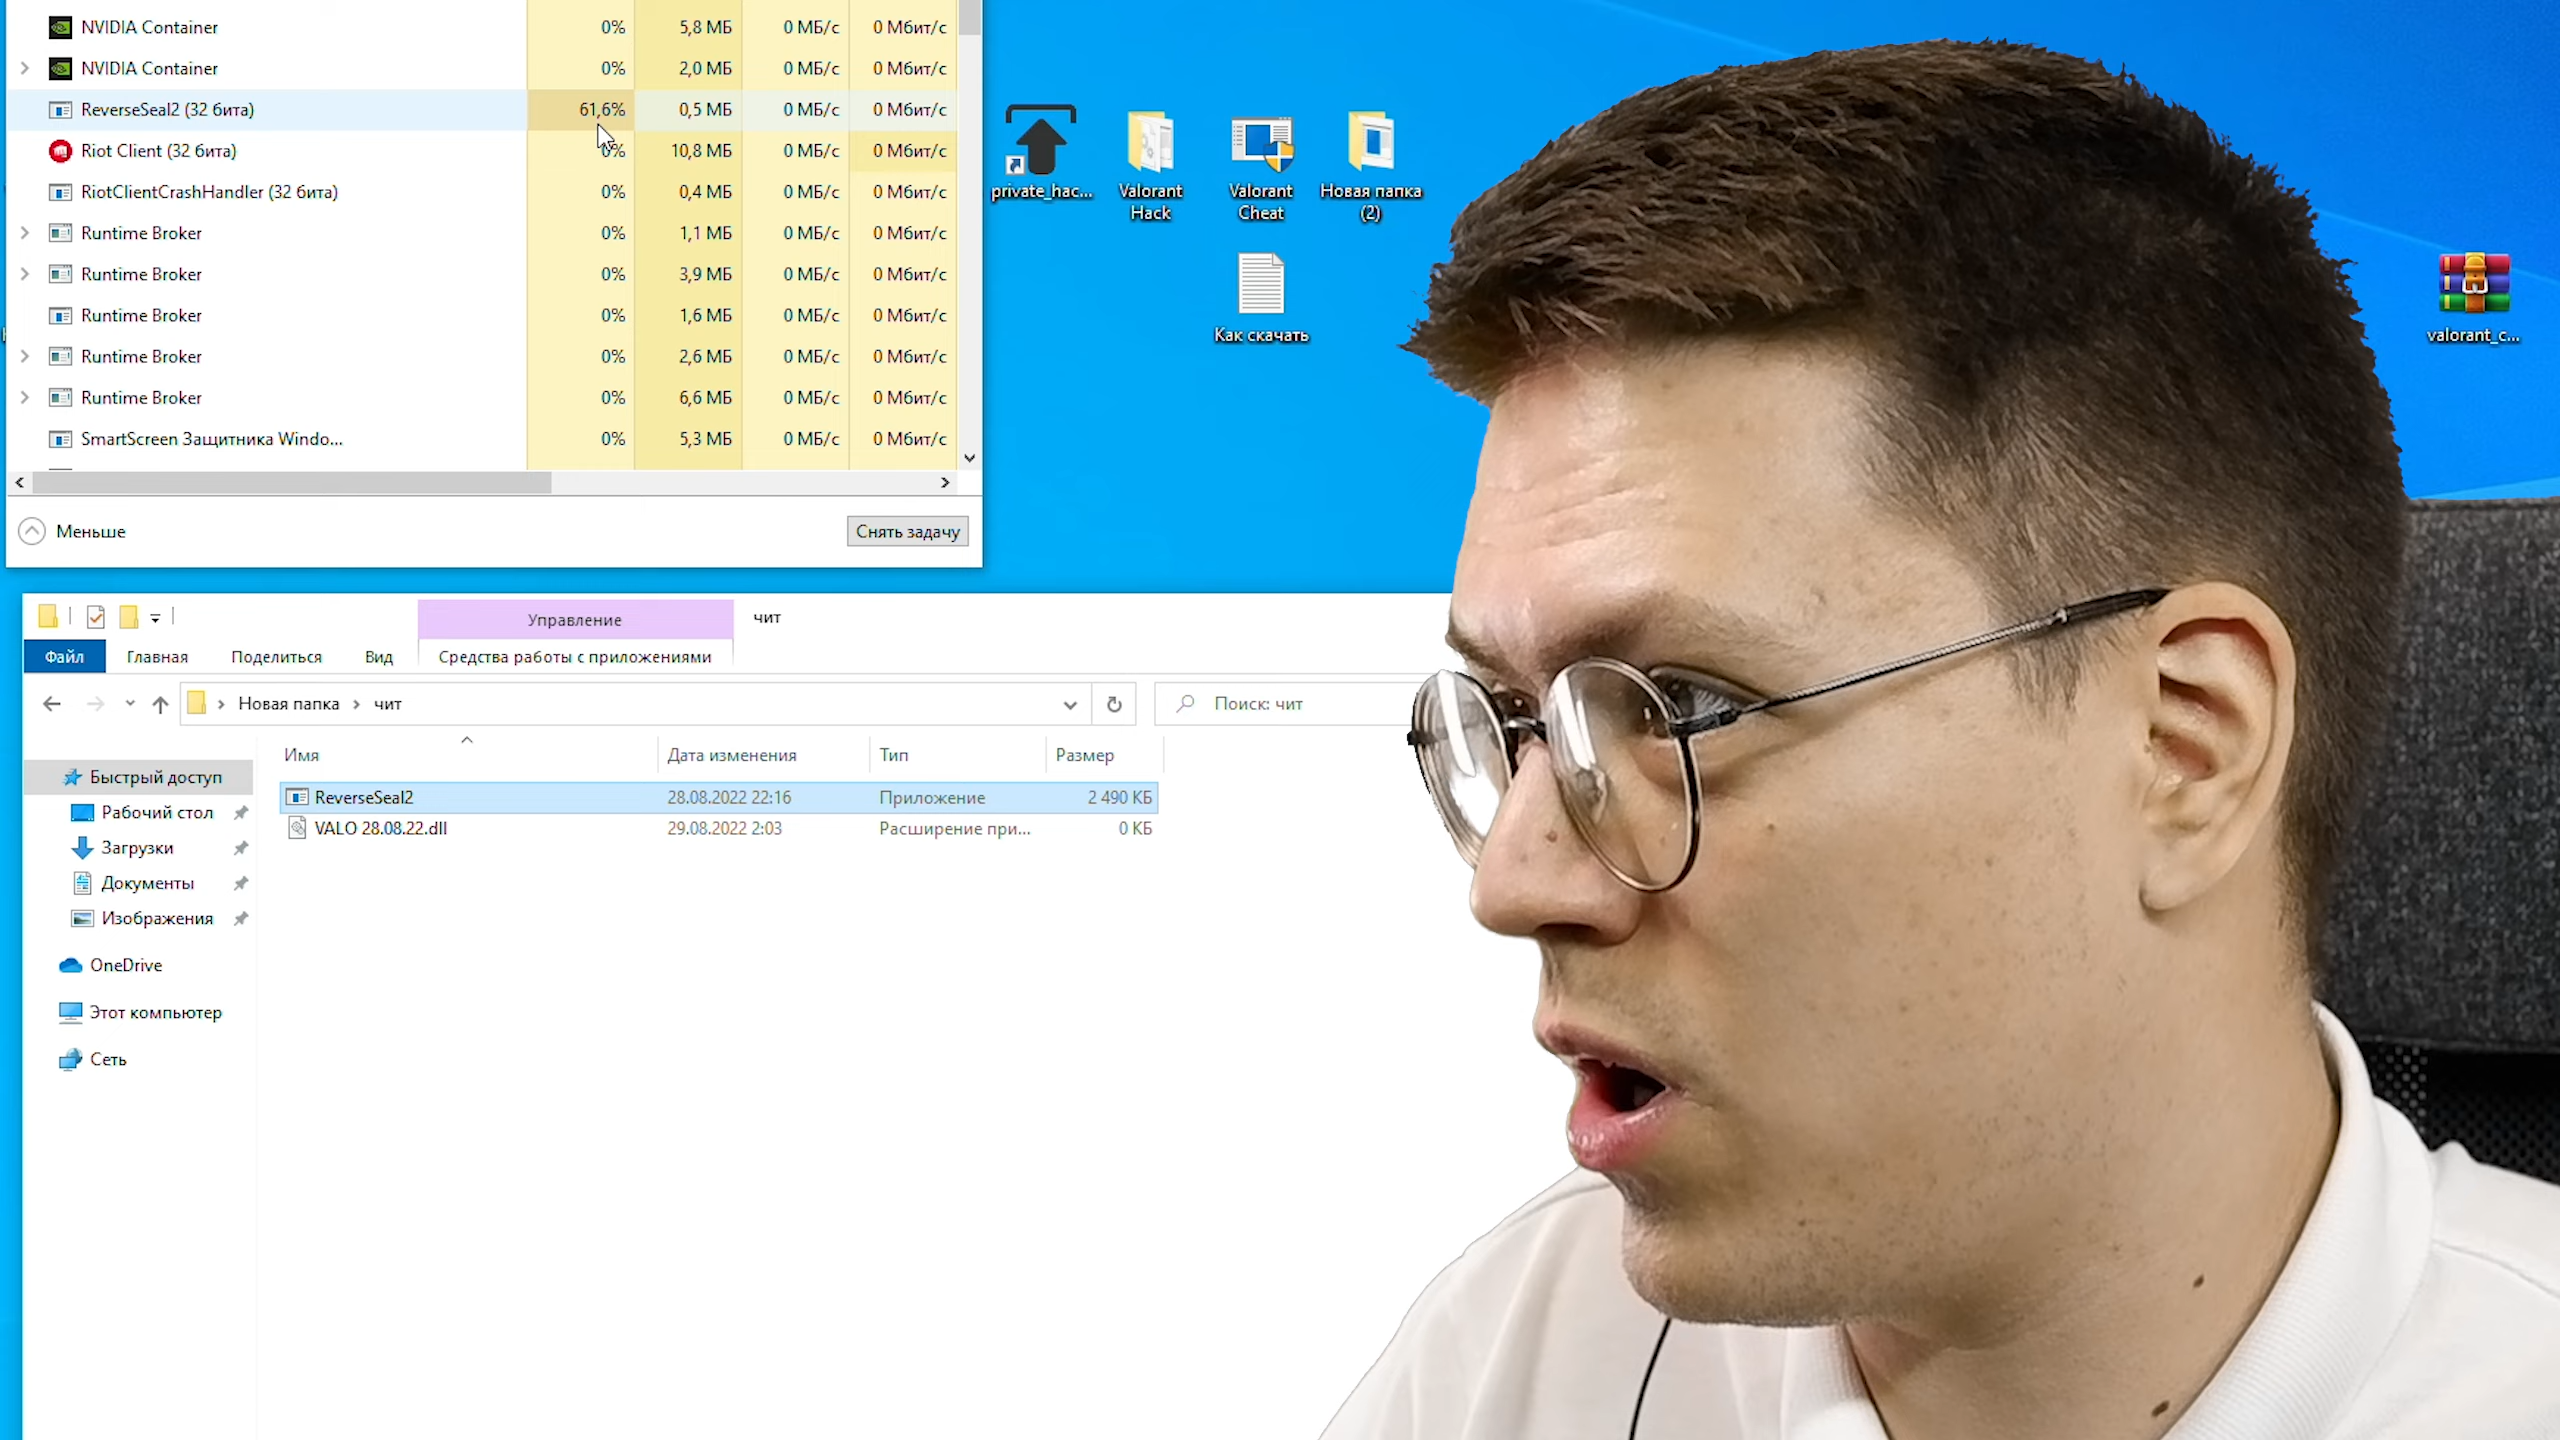 NVIDIA Container 0% 5,8 МБ 0 МБ/с 0 Мбит/с
NVIDIA Container 0% 2,0 МБ 0 МБ/с 0 Мбит/с
ReverseSeal2 (32 бита) 61,6% 0,5 МБ 0 МБ/с 0 Мбит/с
Riot Client (32 бита) % 10,8 МБ 0 МБ/с 0 Мбит/с
RiotClientCrashHandler (32 бита) 0% 0,4 МБ 0 МБ/с 0 Мбит/с
Runtime Broker 0% 1,1 МБ 0 МБ/с 0 Мбит/с
Runtime Broker 0% 3,9 МБ 0 МБ/с 0 Мбит/с
Runtime Broker 0% 1,6 МБ 0 МБ/с 0 Мбит/с
Runtime Broker 0% 2,6 МБ 0 МБ/с 0 Мбит/с
Runtime Broker 0% 6,6 МБ 0 МБ/с 0 Мбит/с
SmartScreen Защитника Windo... 0% 5,3 МБ 0 МБ/с 0 Мбит/с
Меньше
Снять задачу
private_hac...
Valorant
Hack
Valorant
Cheat
Новая папка
(2)
Как скачать
valorant_c...
Управление
чит
Файл Главная Поделиться Вид Средства работы с приложениями
Новая папка чит
Поиск: чит
Имя Дата изменения Тип Размер
ReverseSeal2 28.08.2022 22:16 Приложение 2 490 КБ
VALO 28.08.22.dll 29.08.2022 2:03 Расширение при... 0 КБ
Быстрый доступ
Рабочий стол
Загрузки
Документы
Изображения
OneDrive
Этот компьютер
Сеть